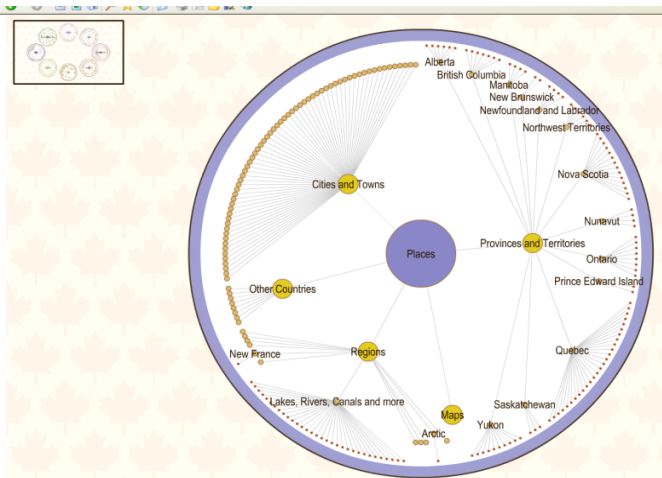 Alberta
British Columbia
Manitoba
New Brunswick
Newfoundland and Labrador
Northwest Territories
Nova Scotia
Cities and Towns
Nunavut
Provinces and Territories
Places
Ontario
Prince Edward Island
Other Countries
New France
Regions
Quebec
Lakes, Rivers, Canals and more
Saskatchewan
Maps
Yukon
Arctic